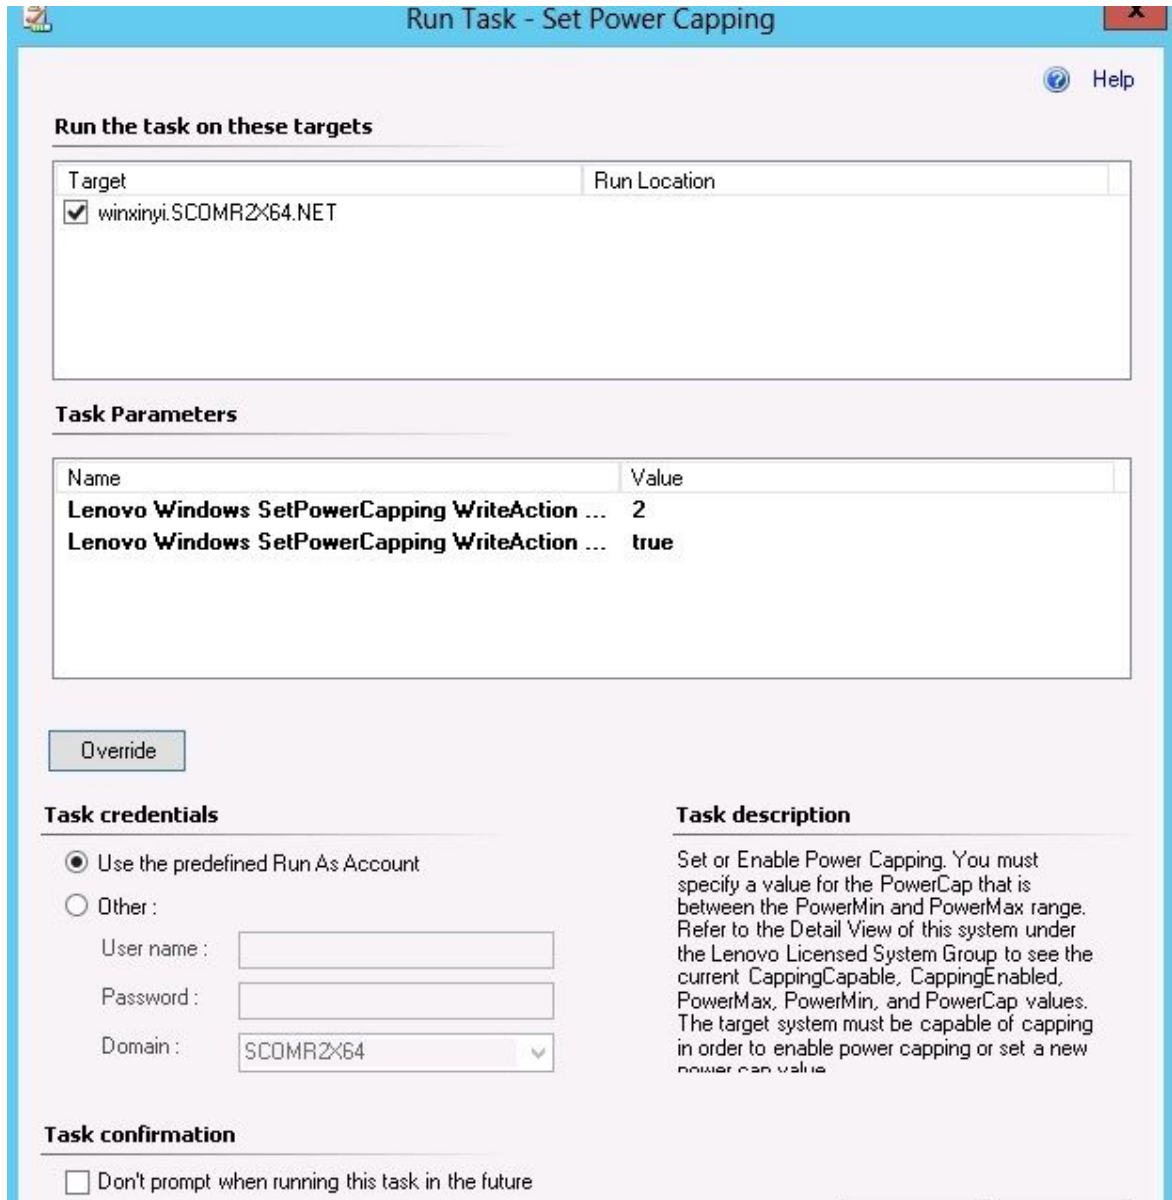 Run Task - Set Power Capping
x
Help
Run the task on these targets
Target Run Location
winxinyi.SCOMR2X64.NET
Task Parameters
Name Value
Lenovo Windows SetPowerCapping WriteAction ... 2
Lenovo Windows SetPowerCapping WriteAction ... true
Override
Task credentials
Use the predefined Run As Account
Other :
User name :
Password :
Domain : SCOMR2X64
Task description
Set or Enable Power Capping. You must
specify a value for the PowerCap that is
between the PowerMin and PowerMax range.
Refer to the Detail View of this system under
the Lenovo Licensed System Group to see the
current CappingCapable, CappingEnabled,
PowerMax, PowerMin, and PowerCap values.
The target system must be capable of capping
in order to enable power capping or set a new
power cap value
Task confirmation
Don't prompt when running this task in the future